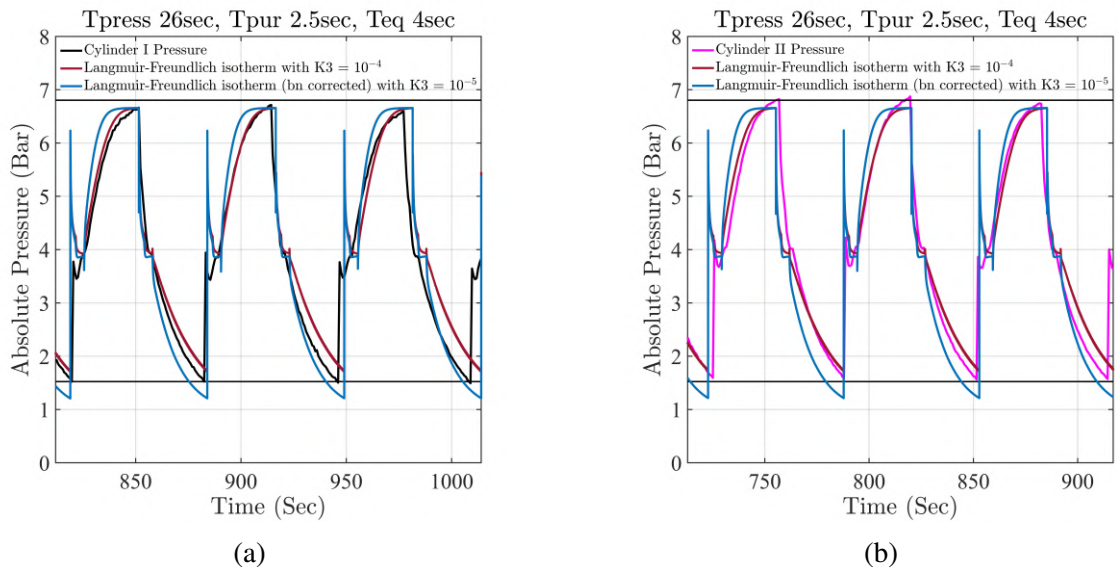 Tpress 26sec, Tpur 2.5sec, Teq 4sec
8
7
6
5
4
3
2
1
0
Absolute Pressure (Bar)
Cylinder I Pressure
Langmuir-Freundlich isotherm with K3 = 10⁻⁴
Langmuir-Freundlich isotherm (bn corrected) with K3 = 10⁻⁵
850 900 950 1000
Time (Sec)
(a)
Tpress 26sec, Tpur 2.5sec, Teq 4sec
8
7
6
5
4
3
2
1
0
Absolute Pressure (Bar)
Cylinder II Pressure
Langmuir-Freundlich isotherm with K3 = 10⁻⁴
Langmuir-Freundlich isotherm (bn corrected) with K3 = 10⁻⁵
750 800 850 900
Time (Sec)
(b)